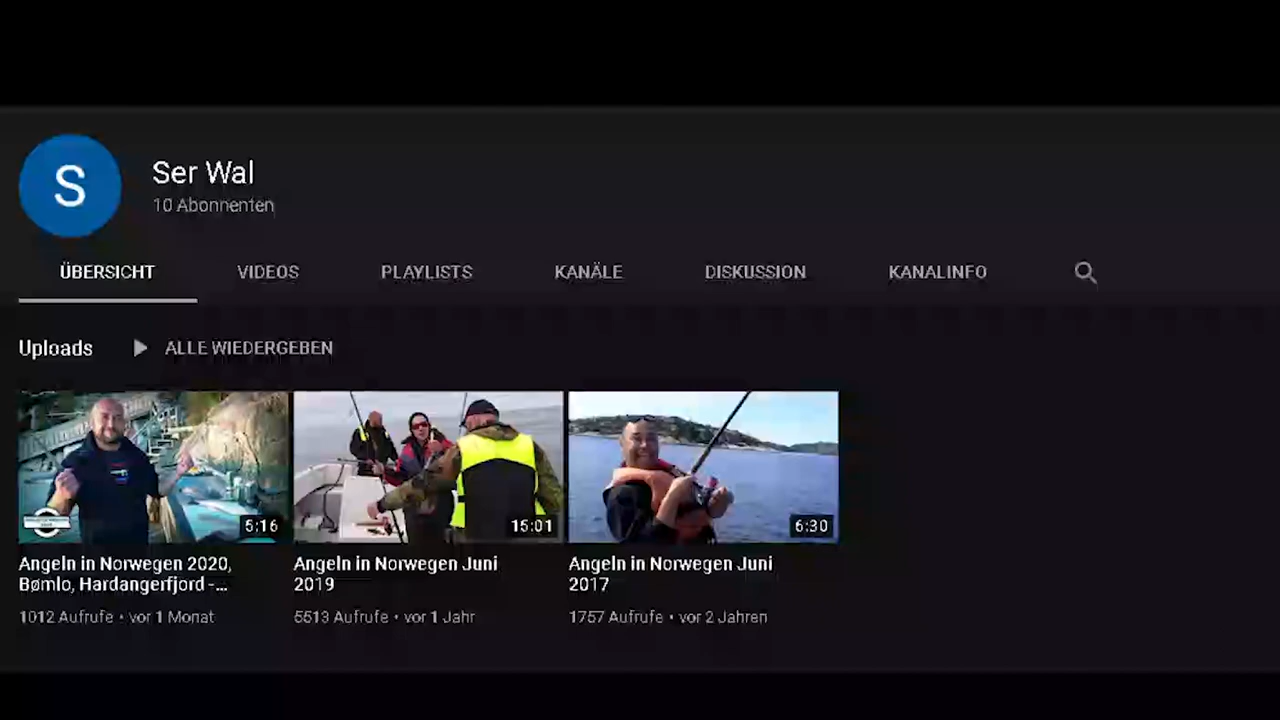 S
Ser Wal
10 Abonnenten
ÜBERSICHT VIDEOS PLAYLISTS KANÄLE DISKUSSION KANALINFO
Uploads ALLE WIEDERGEBEN
5:16 15:01 6:30
Angeln in Norwegen 2020,
Bømlo, Hardangerfjord -...
1012 Aufrufe • vor 1 Monat
Angeln in Norwegen Juni
2019
5513 Aufrufe • vor 1 Jahr
Angeln in Norwegen Juni
2017
1757 Aufrufe • vor 2 Jahren